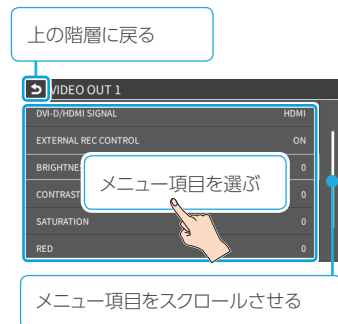 上の階層に戻る
VIDEO OUT 1
DVI-D/HDMI SIGNAL HDMI
EXTERNAL REC CONTROL ON
BRIGHTNE 0
メニュー項目を選ぶ
CONTRAST 0
SATURATION 0
RED 0
メニュー項目をスクロールさせる